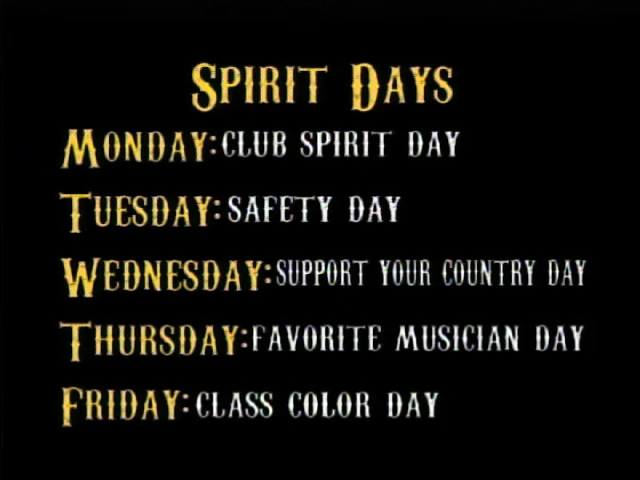 SPIRIT DAYS
MONDAY: CLUB SPIRIT DAY
TUESDAY: SAFETY DAY
WEDNESDAY: SUPPORT YOUR COUNTRY DAY
THURSDAY: FAVORITE MUSICIAN DAY
FRIDAY: CLASS COLOR DAY